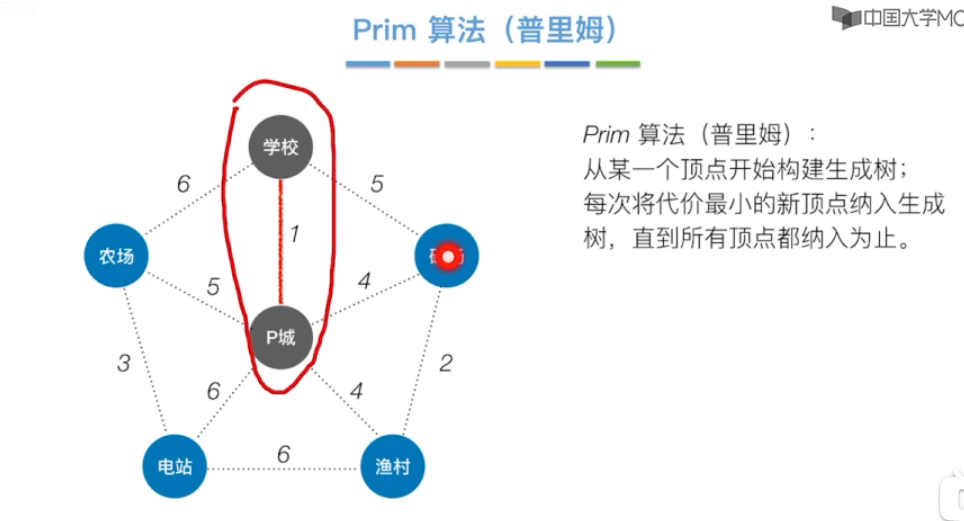 中国大学MO
Prim 算法（普里姆）
学校
6
5
1
农场
5
4
P城
3
2
6
4
电站
6
渔村
Prim 算法（普里姆）：
从某一个顶点开始构建生成树；
每次将代价最小的新顶点纳入生成
树，直到所有顶点都纳入为止。